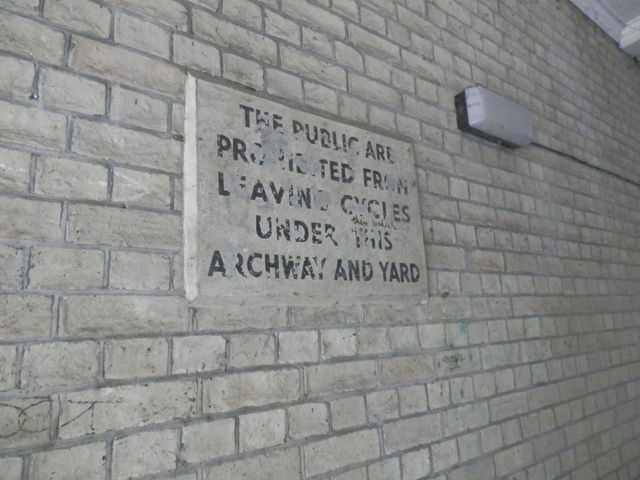 THE PUBLIC ARE
PROHIBITED FROM
LEAVING CYCLES
UNDER THIS
ARCHWAY AND YARD